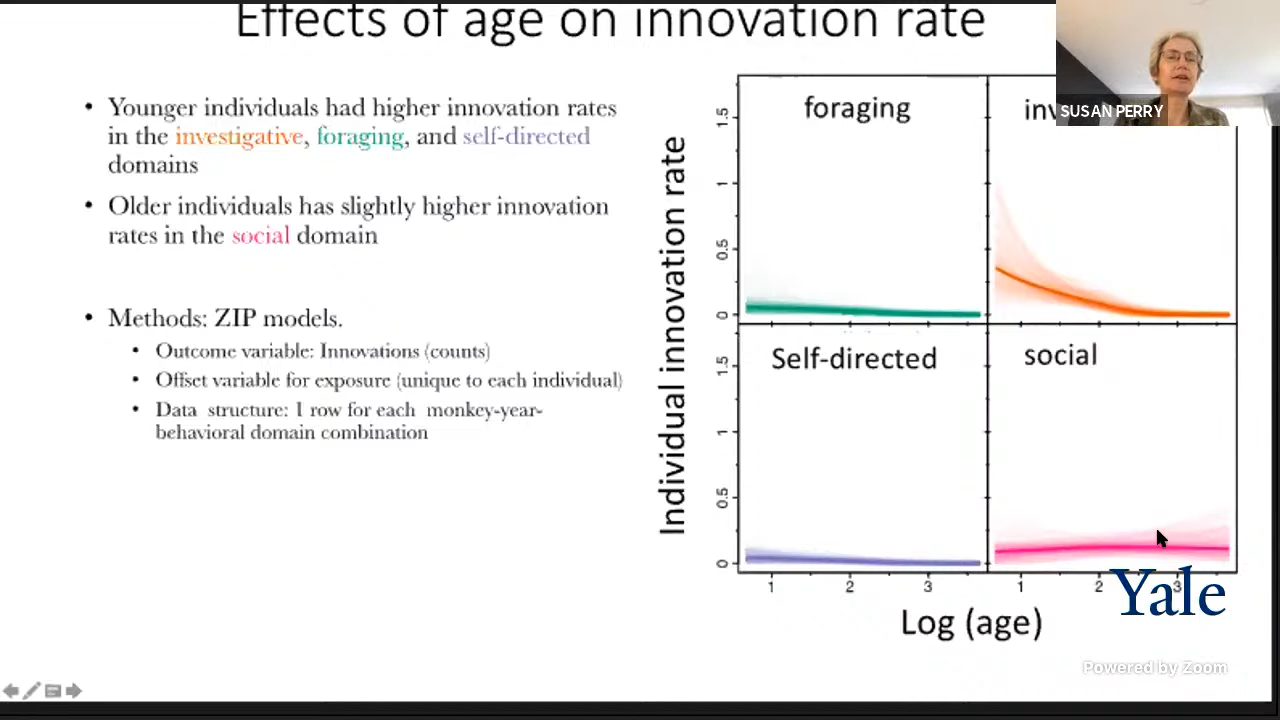 Effects of age on innovation rate
SUSAN PERRY
• Younger individuals had higher innovation rates
in the investigative, foraging, and self-directed
domains
• Older individuals has slightly higher innovation
rates in the social domain
• Methods: ZIP models.
• Outcome variable: Innovations (counts)
• Offset variable for exposure (unique to each individual)
• Data structure: 1 row for each monkey-year-
behavioral domain combination
Individual innovation rate
foraging
1.5
1
0.5
0
Self-directed
social
1.5
1
0.5
0
1 2 3 1 2 3
Log (age)
Yale
Powered by Zoom